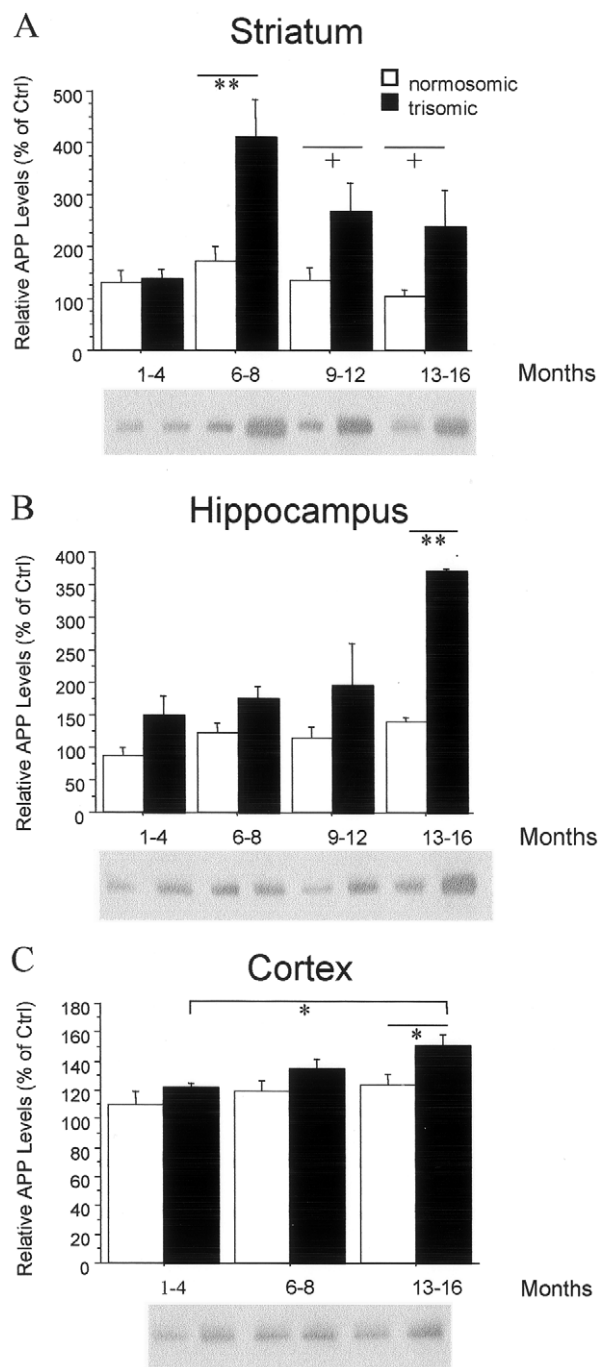 A
Striatum
Relative APP Levels (% of Ctrl)
500
400
300
200
100
0
**
+
+
normosomic
trisomic
1-4 6-8 9-12 13-16 Months
B
Hippocampus
Relative APP Levels (% of Ctrl)
400
350
300
250
200
150
100
50
0
**
1-4 6-8 9-12 13-16 Months
C
Cortex
Relative APP Levels (% of Ctrl)
180
160
140
120
100
80
60
40
20
0
*
*
1-4 6-8 13-16 Months